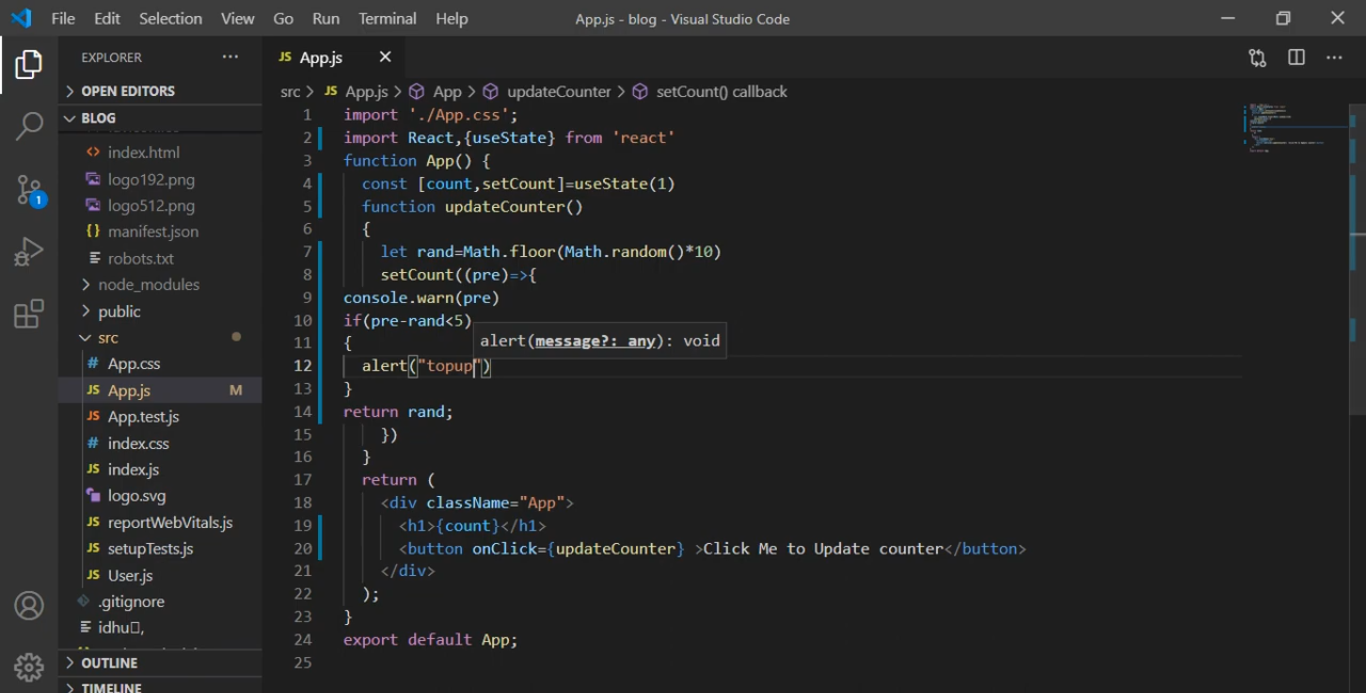 File Edit Selection View Go Run Terminal Help
App.js - blog - Visual Studio Code
EXPLORER
OPEN EDITORS
BLOG
index.html
logo192.png
logo512.png
{} manifest.json
robots.txt
node_modules
public
src
# App.css
JS App.js M
JS App.test.js
# index.css
JS index.js
logo.svg
JS reportWebVitals.js
JS setupTests.js
JS User.js
.gitignore
idhu▯,
OUTLINE
TIMELINE
1
JS App.js
src > JS App.js > App > updateCounter > setCount() callback
1 import './App.css';
2 import React,{useState} from 'react'
3 function App() {
4 const [count,setCount]=useState(1)
5 function updateCounter()
6 {
7 let rand=Math.floor(Math.random()*10)
8 setCount((pre)=>{
9 console.warn(pre)
10 if(pre-rand<5)
11 {
alert(message?: any): void
12 alert("topup")
13 }
14 return rand;
15 })
16 }
17 return (
18 <div className="App">
19 <h1>{count}</h1>
20 <button onClick={updateCounter} >Click Me to Update counter</button>
21 </div>
22 );
23 }
24 export default App;
25